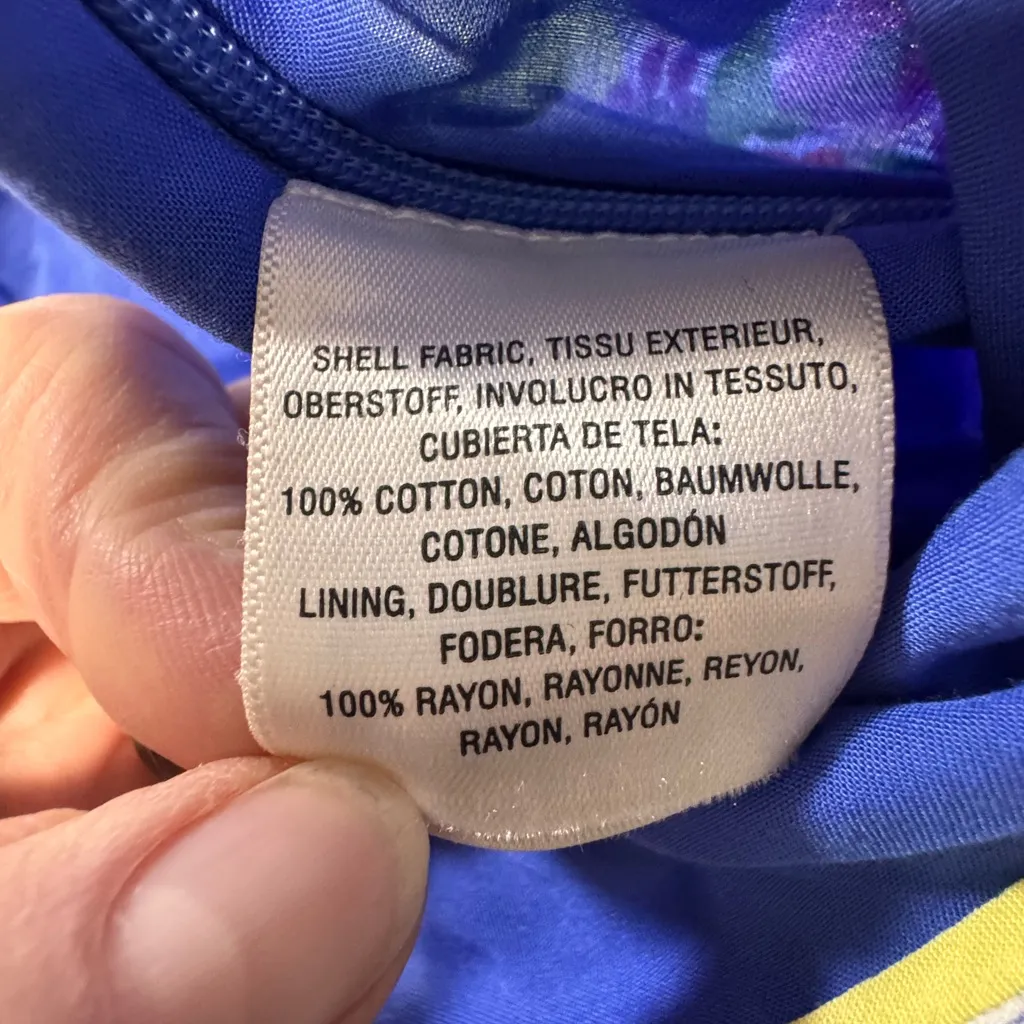 SHELL FABRIC, TISSU EXTERIEUR,
OBERSTOFF, INVOLUCRO IN TESSUTO,
CUBIERTA DE TELA:
100% COTTON, COTON, BAUMWOLLE,
COTONE, ALGODÓN
LINING, DOUBLURE, FUTTERSTOFF,
FODERA, FORRO:
100% RAYON, RAYONNE, REYON,
RAYON, RAYÓN